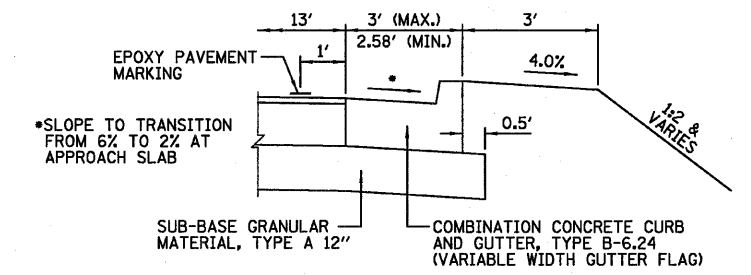 13' 3' (MAX.) 3'
2.58' (MIN.)
1'
EPOXY PAVEMENT
MARKING
*
4.0%
*SLOPE TO TRANSITION
FROM 6% TO 2% AT
APPROACH SLAB
0.5'
1:2 &
VARIES
SUB-BASE GRANULAR
MATERIAL, TYPE A 12"
COMBINATION CONCRETE CURB
AND GUTTER, TYPE B-6.24
(VARIABLE WIDTH GUTTER FLAG)